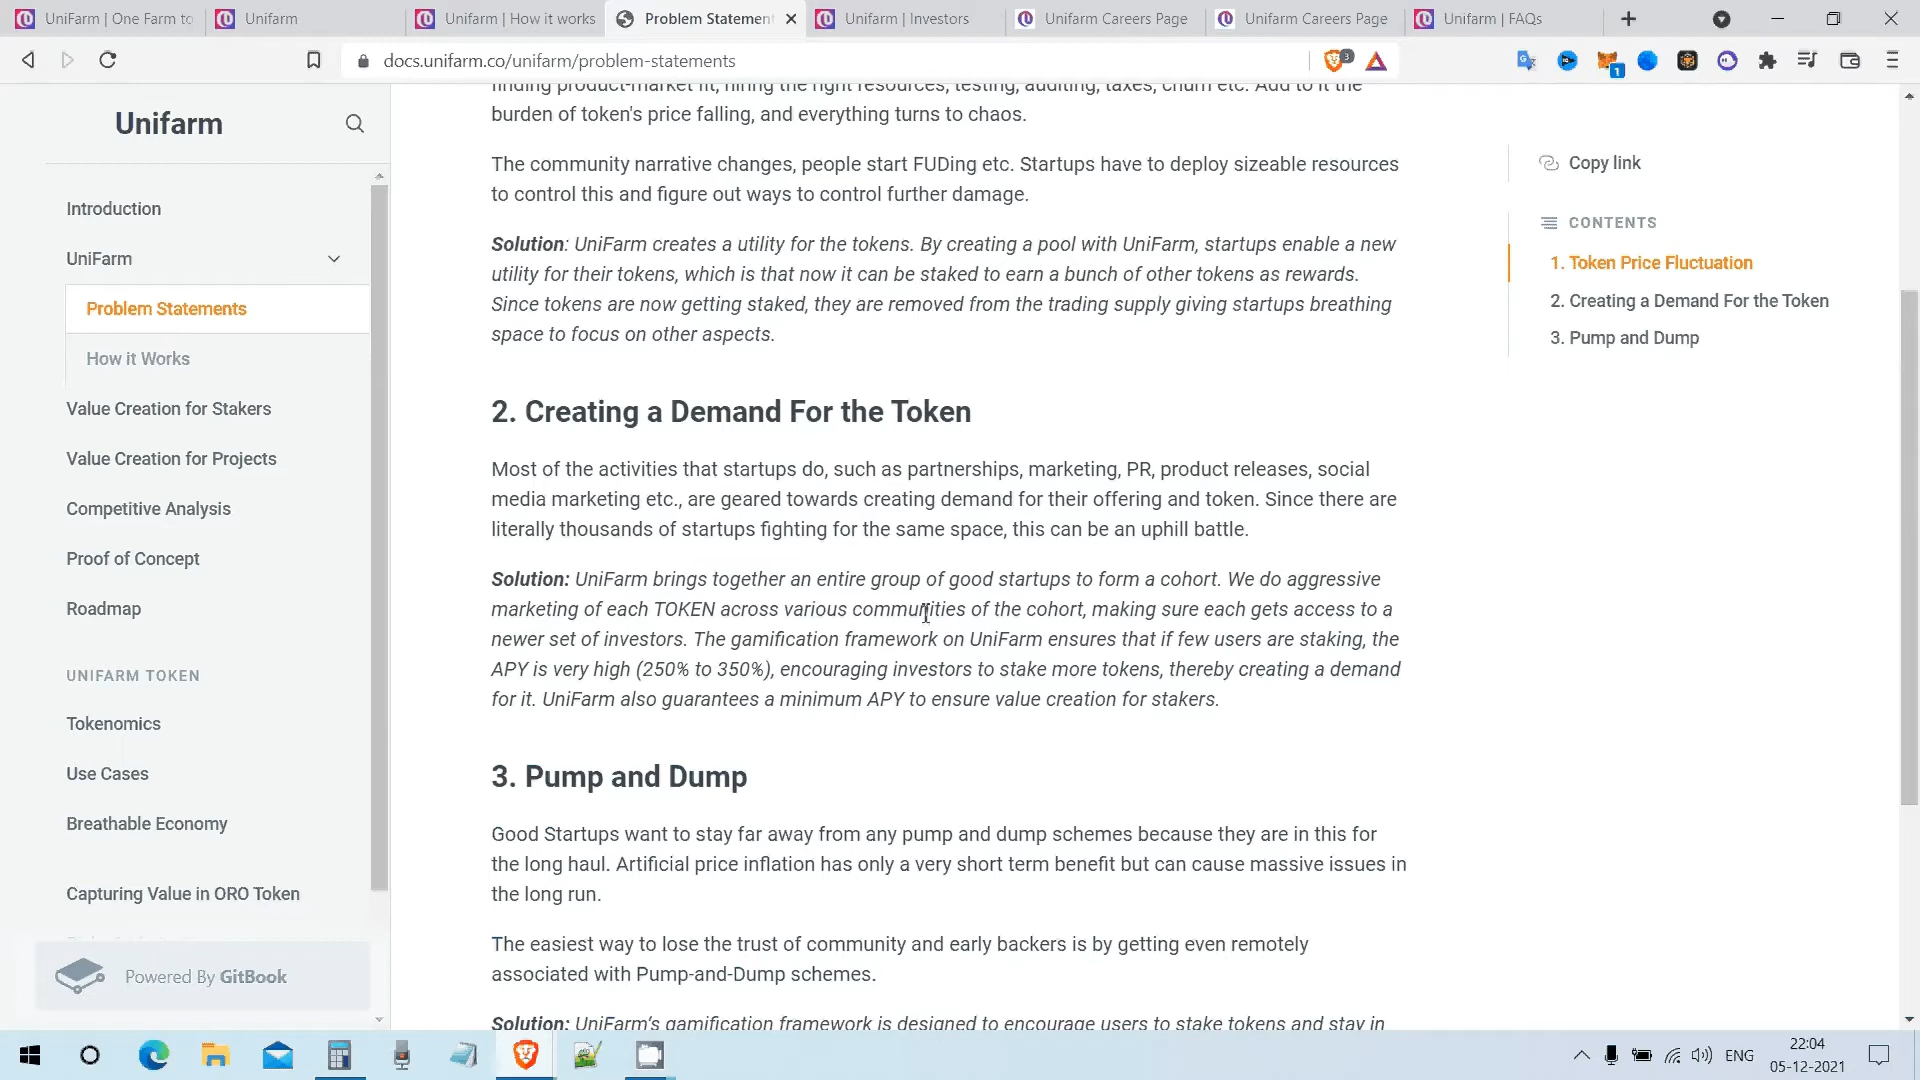 Unifarm | One Farm to
Unifarm
Unifarm | How it works
Problem Statemen
Unifarm | Investors
Unifarm Careers Page
Unifarm Careers Page
Unifarm | FAQs
docs.unifarm.co/unifarm/problem-statements
3
1
Unifarm
Introduction
UniFarm
Problem Statements
How it Works
Value Creation for Stakers
Value Creation for Projects
Competitive Analysis
Proof of Concept
Roadmap
UNIFARM TOKEN
Tokenomics
Use Cases
Breathable Economy
Capturing Value in ORO Token
Powered By GitBook
finding product-market fit, hiring the right resources, testing, auditing, taxes, churn etc. Add to it the
burden of token's price falling, and everything turns to chaos.
The community narrative changes, people start FUDing etc. Startups have to deploy sizeable resources
to control this and figure out ways to control further damage.
Solution: UniFarm creates a utility for the tokens. By creating a pool with UniFarm, startups enable a new
utility for their tokens, which is that now it can be staked to earn a bunch of other tokens as rewards.
Since tokens are now getting staked, they are removed from the trading supply giving startups breathing
space to focus on other aspects.
2. Creating a Demand For the Token
Most of the activities that startups do, such as partnerships, marketing, PR, product releases, social
media marketing etc., are geared towards creating demand for their offering and token. Since there are
literally thousands of startups fighting for the same space, this can be an uphill battle.
Solution: UniFarm brings together an entire group of good startups to form a cohort. We do aggressive
marketing of each TOKEN across various communities of the cohort, making sure each gets access to a
newer set of investors. The gamification framework on UniFarm ensures that if few users are staking, the
APY is very high (250% to 350%), encouraging investors to stake more tokens, thereby creating a demand
for it. UniFarm also guarantees a minimum APY to ensure value creation for stakers.
3. Pump and Dump
Good Startups want to stay far away from any pump and dump schemes because they are in this for
the long haul. Artificial price inflation has only a very short term benefit but can cause massive issues in
the long run.
The easiest way to lose the trust of community and early backers is by getting even remotely
associated with Pump-and-Dump schemes.
Solution: UniFarm's gamification framework is designed to encourage users to stake tokens and stay in
Copy link
CONTENTS
1. Token Price Fluctuation
2. Creating a Demand For the Token
3. Pump and Dump
ENG
22:04
05-12-2021